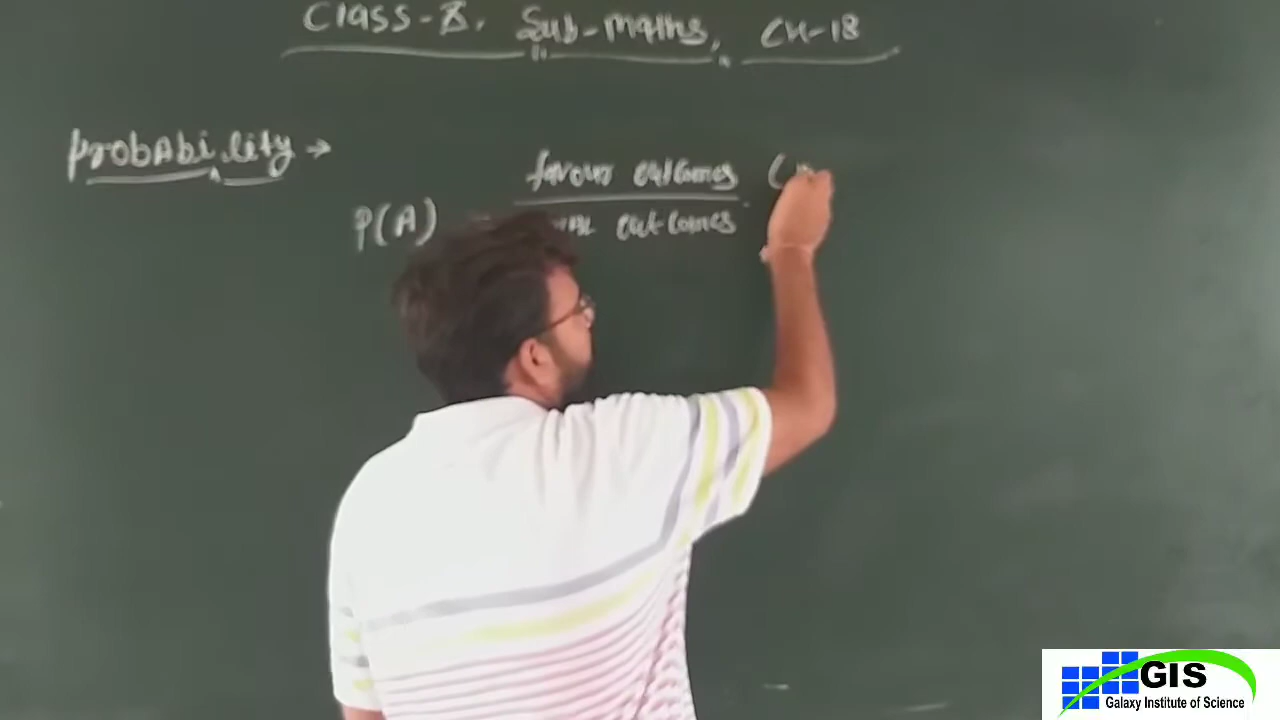 Class-8. Sub-Maths, CH-18
probAbility →
P(A)
favour outcomes
outcomes
GIS
Galaxy Institute of Science